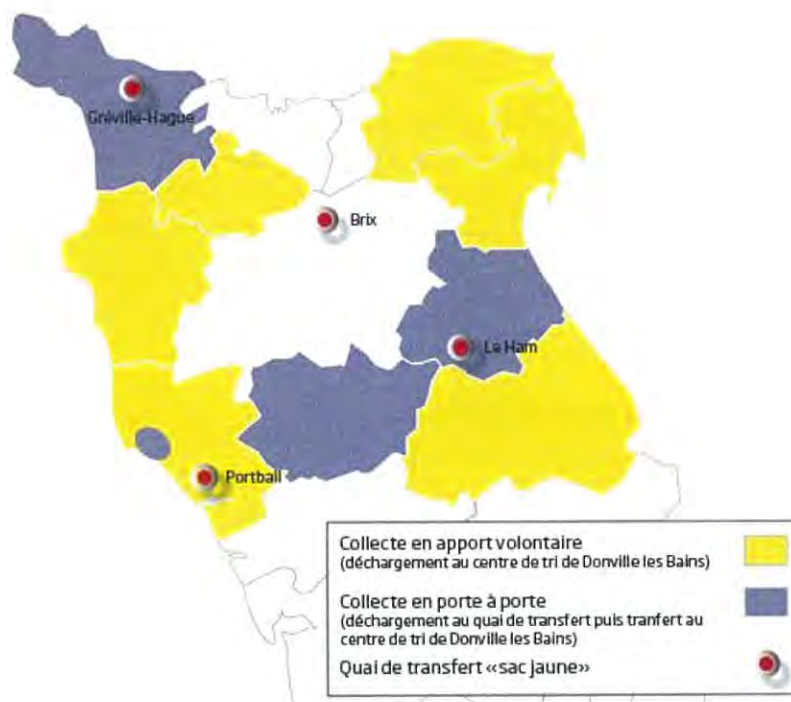 Gréville-Hague
Brix
Le Ham
Portbail
Collecte en apport volontaire
(déchargement au centre de tri de Donville les Bains)
Collecte en porte à porte
(déchargement au quai de transfert puis tranfert au
centre de tri de Donville les Bains)
Quai de transfert «sac jaune»